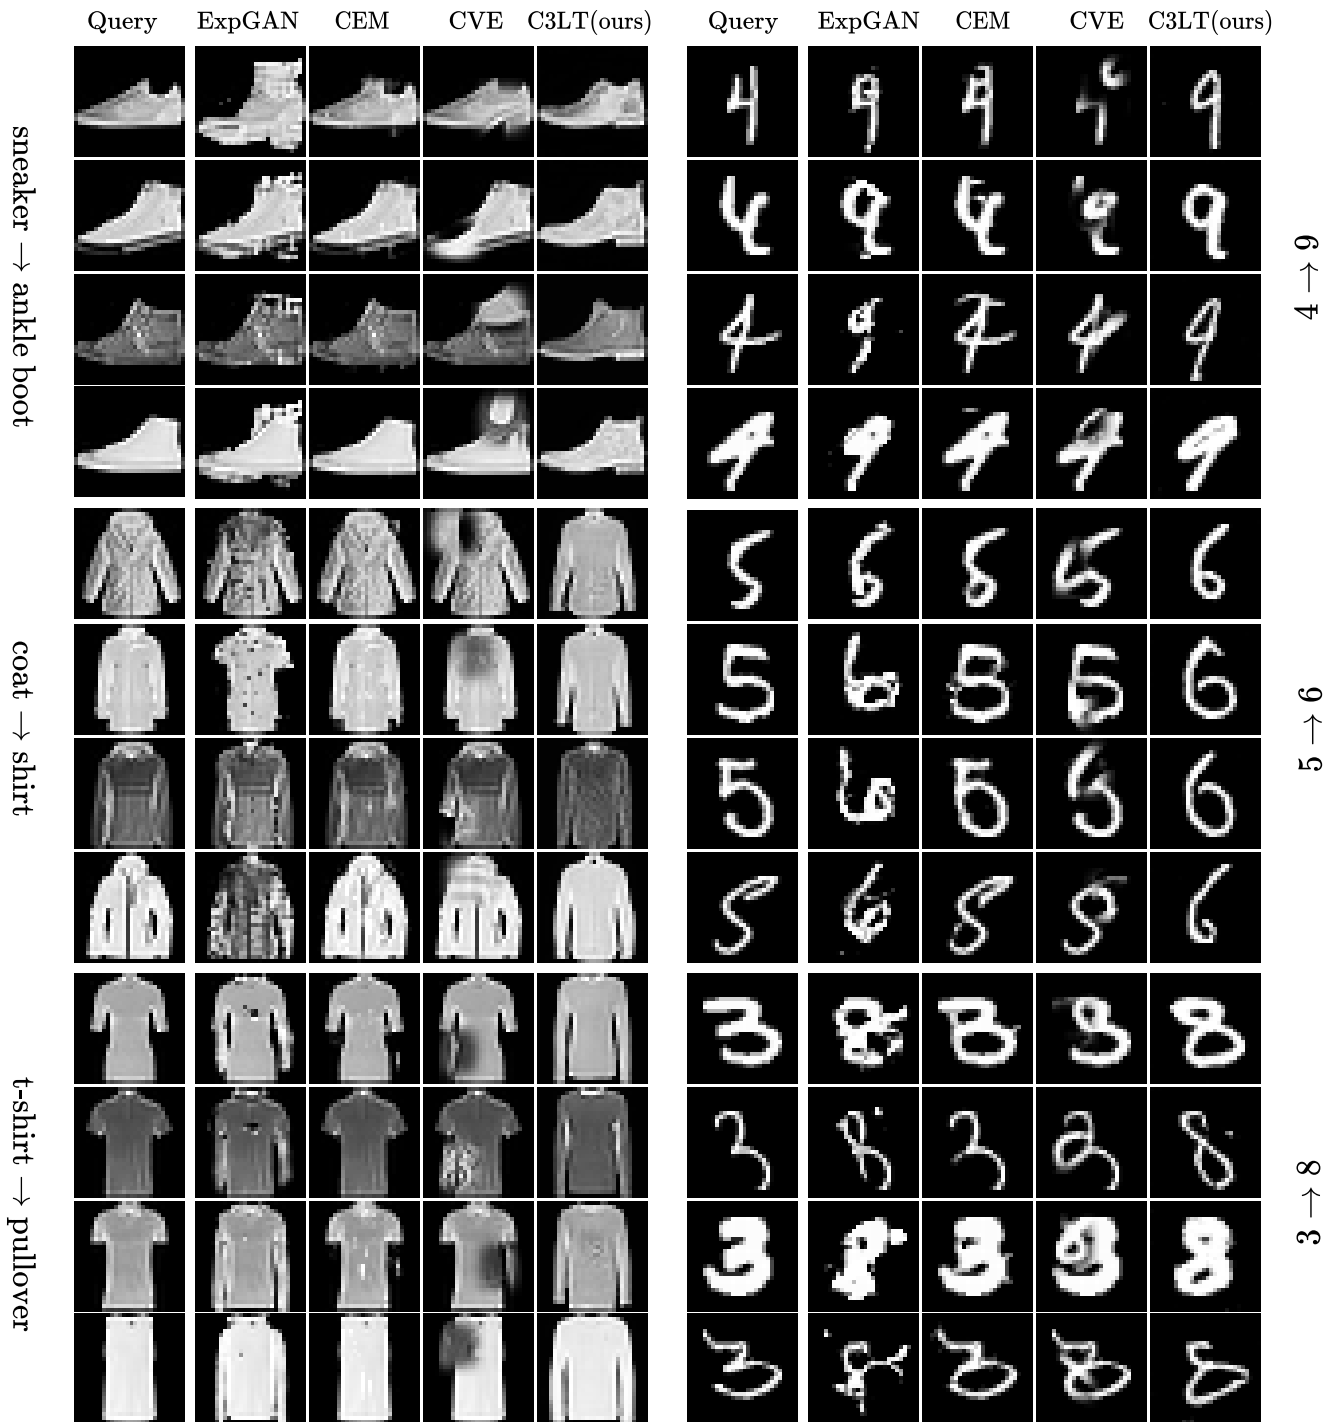 Query ExpGAN CEM CVE C3LT(ours) Query ExpGAN CEM CVE C3LT(ours)
sneaker → ankle boot
4 → 9
coat → shirt
5 → 6
t-shirt → pullover
3 → 8